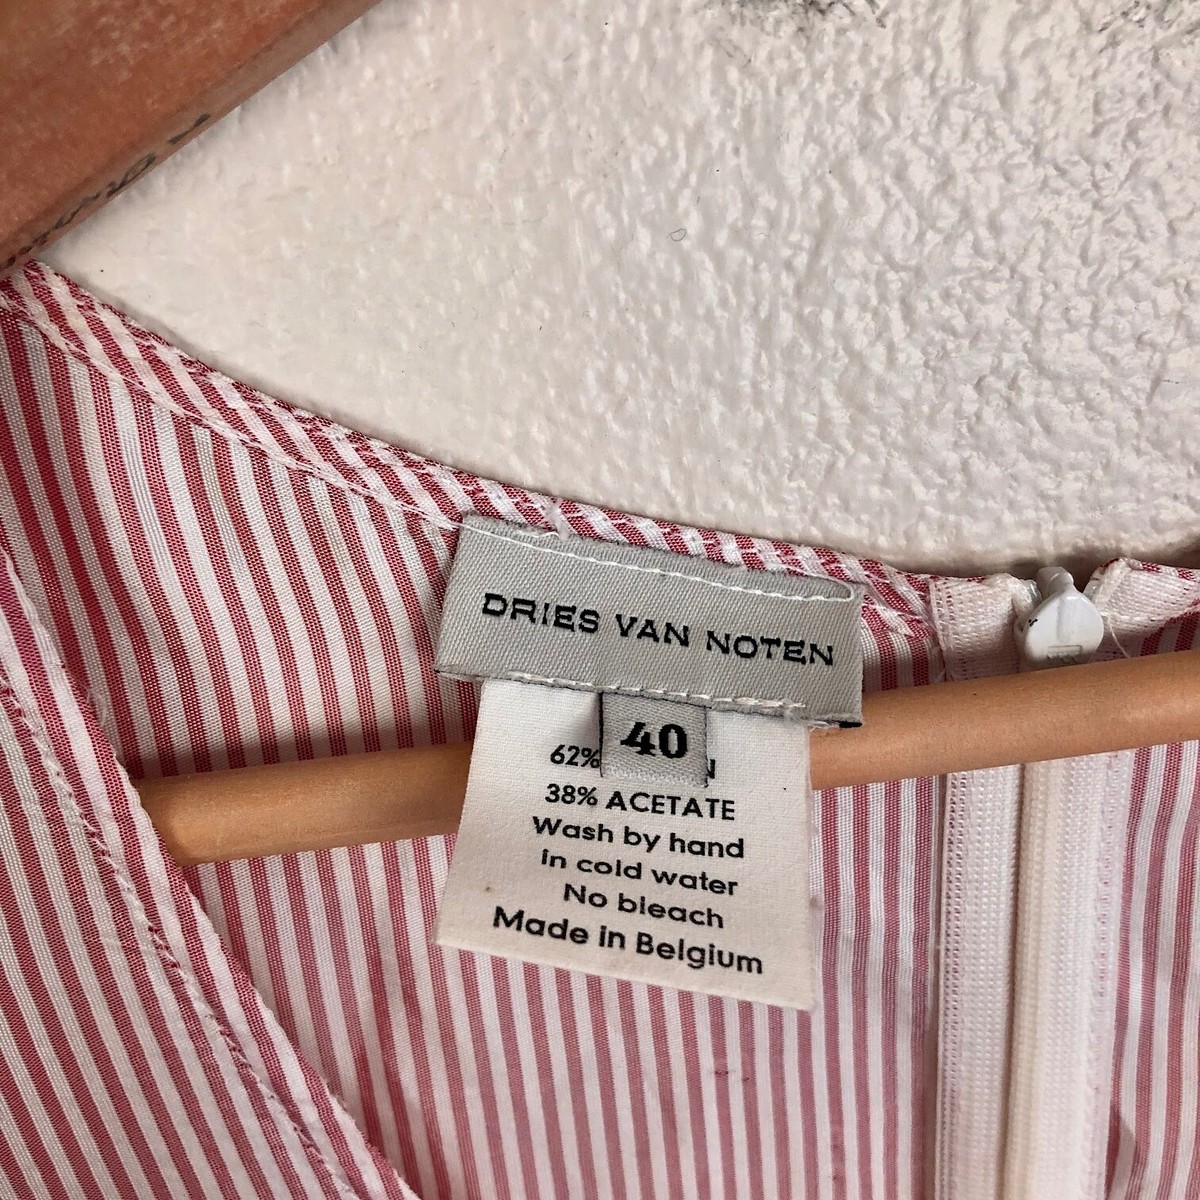 DRIES VAN NOTEN
40
62%
38% ACETATE
Wash by hand
in cold water
No bleach
Made in Belgium